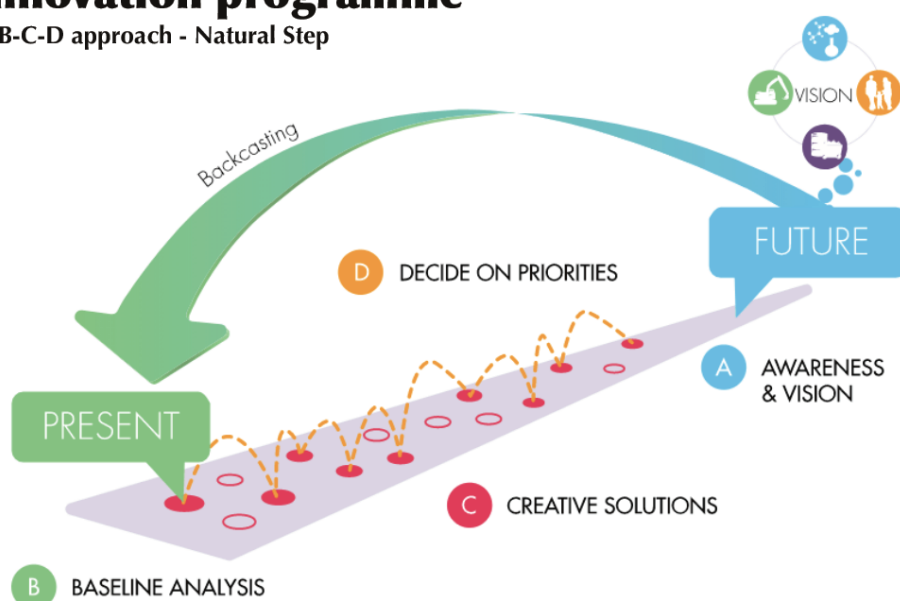 B-C-D approach - Natural Step
VISION
Backcasting
FUTURE
D DECIDE ON PRIORITIES
A AWARENESS
& VISION
PRESENT
C CREATIVE SOLUTIONS
B BASELINE ANALYSIS